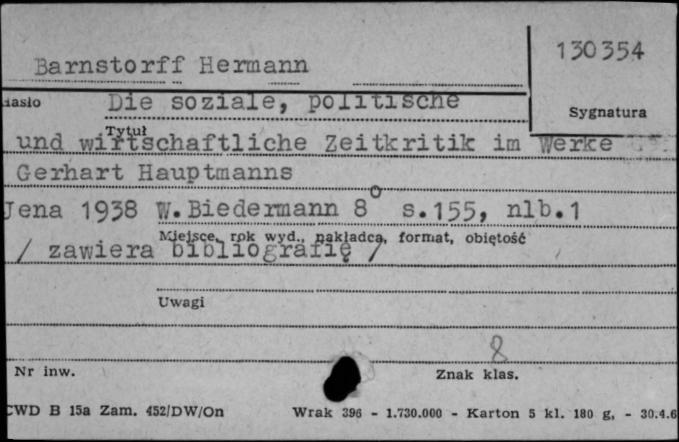 130354
Barnstorff Hermann
Die soziale, politische
Sygnatura
Tytuł
und wirtschaftliche Zeitkritik im Werke
Gerhart Hauptmanns
Jena 1938 W.Biedermann 8° s.155, nlb.1
Miejsce, rok wyd., nakładca, format, objętość
/ zawiera bibliografię /
Uwagi
8
Nr inw.
Znak klas.
CWD B 15a Zam. 452/DW/On Wrak 396 - 1.730.000 - Karton 5 kl. 180 g, - 30.4.6